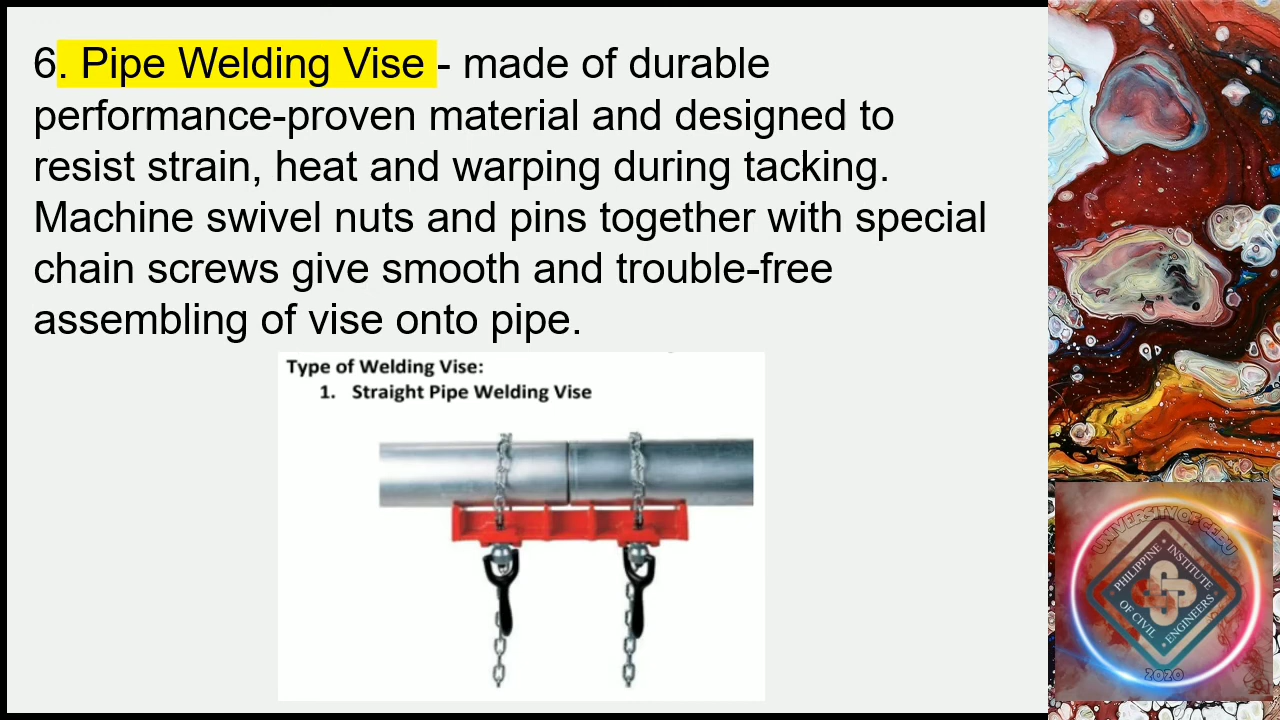 6. Pipe Welding Vise - made of durable
performance-proven material and designed to
resist strain, heat and warping during tacking.
Machine swivel nuts and pins together with special
chain screws give smooth and trouble-free
assembling of vise onto pipe.
Type of Welding Vise:
1. Straight Pipe Welding Vise
UNIVERSITY OF CEBU
PHILIPPINE
INSTITUTE
OF CIVIL
ENGINEERS
2020